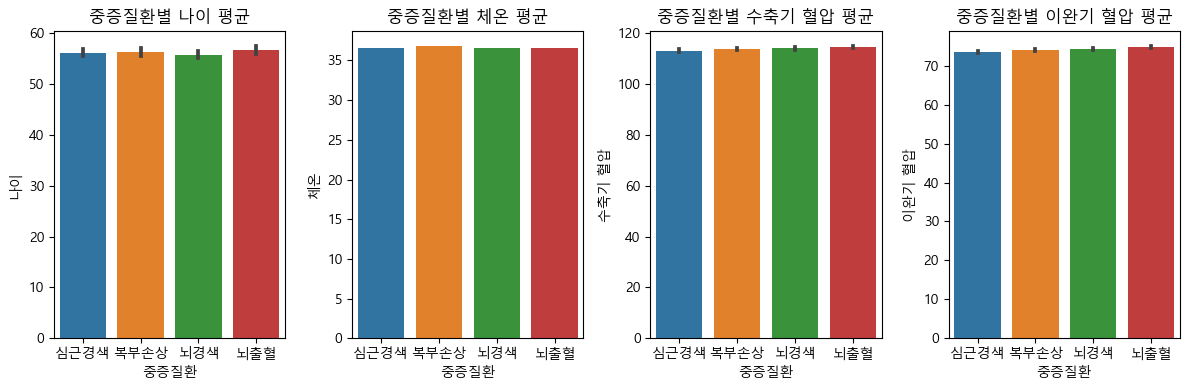 중증질환별 나이 평균
60
50
40
30
20
10
0
나이
심근경색 복부손상 뇌경색 뇌출혈
중증질환
중증질환별 체온 평균
35
30
25
20
15
10
5
0
체온
심근경색 복부손상 뇌경색 뇌출혈
중증질환
중증질환별 수축기 혈압 평균
120
100
80
60
40
20
0
수축기 혈압
심근경색 복부손상 뇌경색 뇌출혈
중증질환
중증질환별 이완기 혈압 평균
70
60
50
40
30
20
10
0
이완기 혈압
심근경색 복부손상 뇌경색 뇌출혈
중증질환